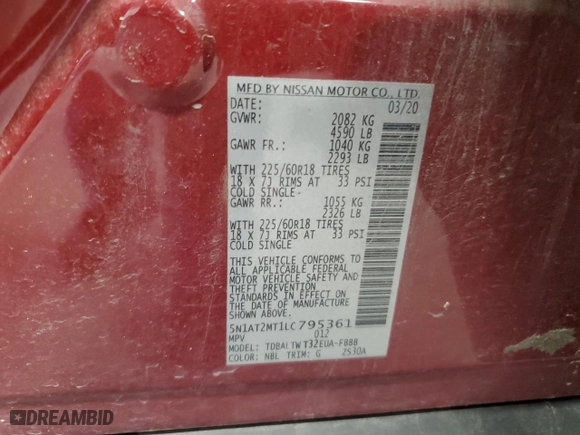 MFD BY NISSAN MOTOR CO., LTD.
DATE: 03/20
GVWR: 2082 KG
4590 LB
GAWR FR.: 1040 KG
2293 LB
WITH 225/60R18 TIRES
18 X 7J RIMS AT 33 PSI
COLD SINGLE
GAWR RR.: 1055 KG
2326 LB
WITH 225/60R18 TIRES
18 X 7J RIMS AT 33 PSI
COLD SINGLE
THIS VEHICLE CONFORMS TO
ALL APPLICABLE FEDERAL
MOTOR VEHICLE SAFETY AND
THEFT PREVENTION
STANDARDS IN EFFECT ON
THE DATE OF MANUFACTURE
SHOWN ABOVE.
5N1AT2MT1LC795361
MPV 012
MODEL: TDBALTWT32EUA-FBBB
COLOR: NBL TRIM: G 2S30A
DREAMBID